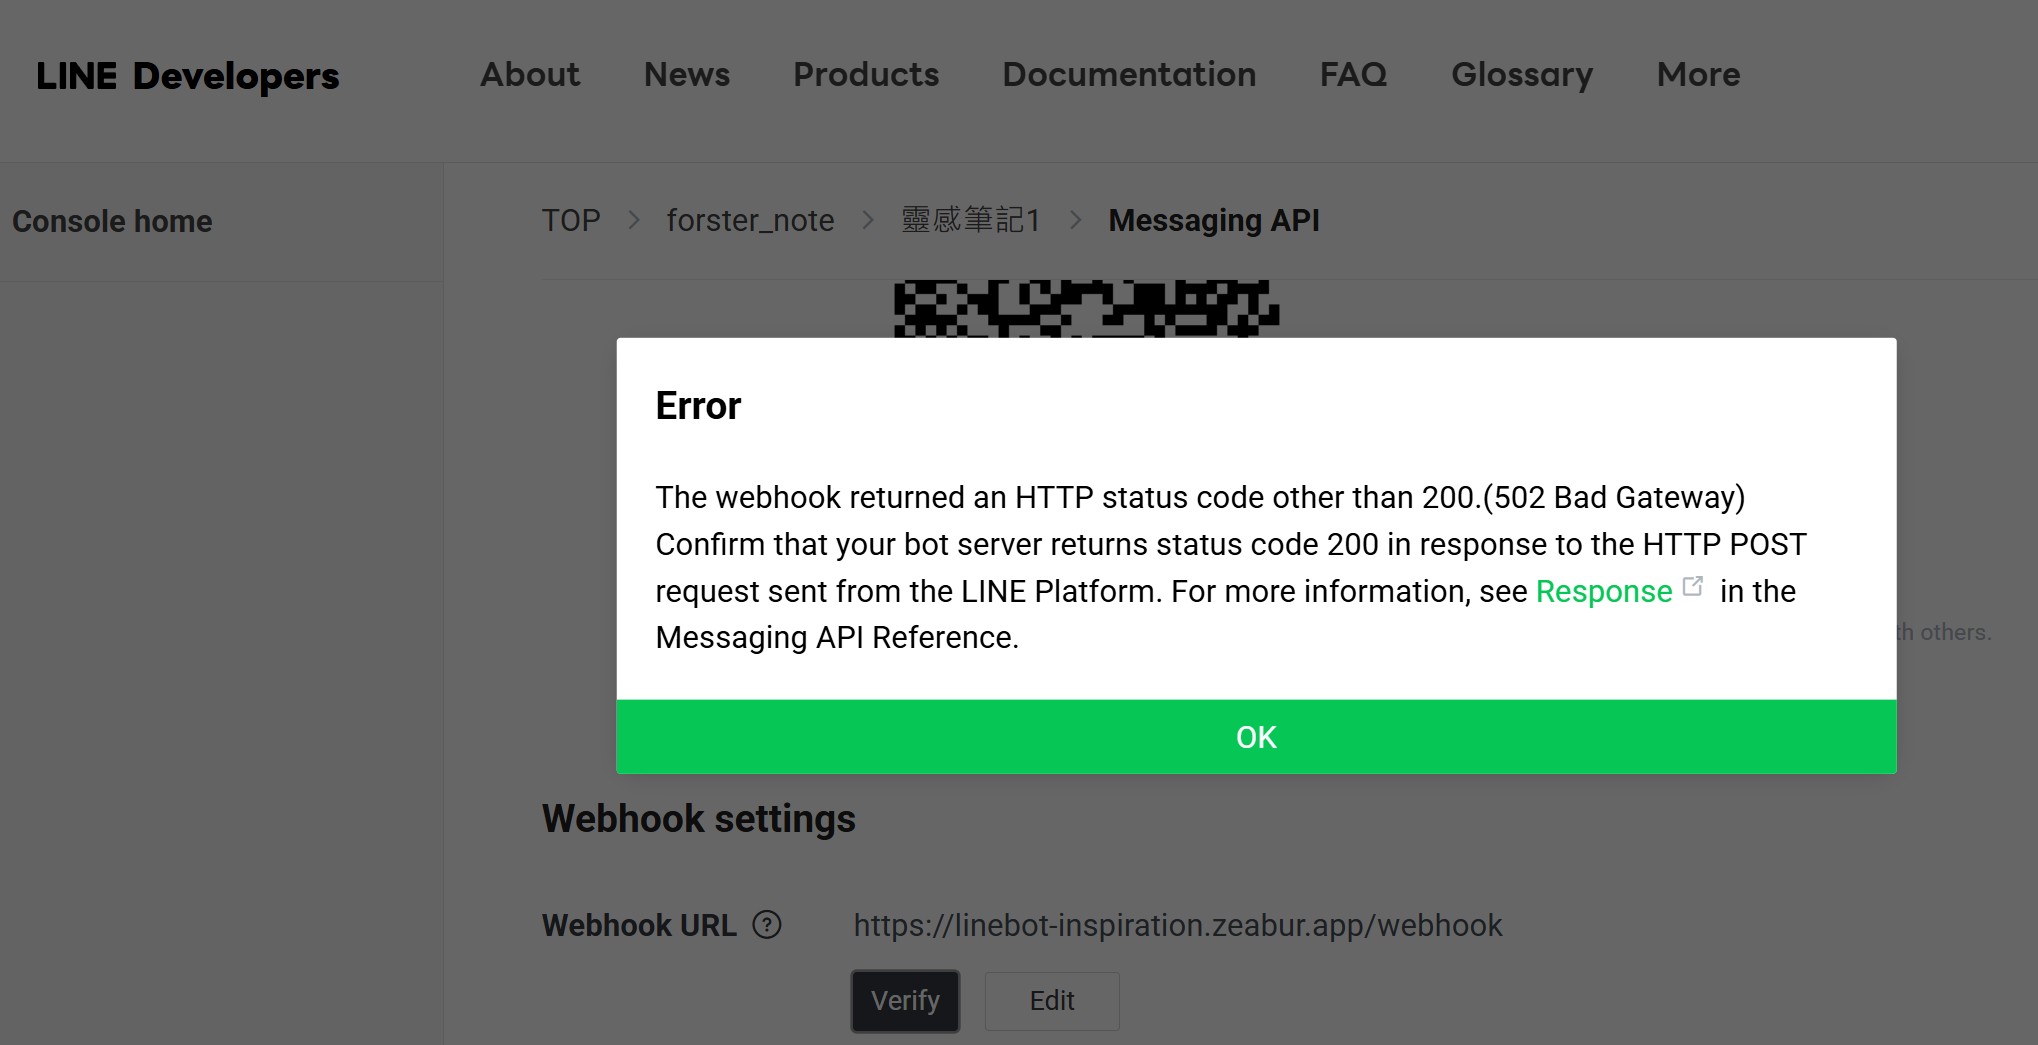 LINE Developers
About
News
Products
Documentation
FAQ
Glossary
More
Console home
TOP > forster_note > 靈感筆記1 > Messaging API
Error
The webhook returned an HTTP status code other than 200.(502 Bad Gateway)
Confirm that your bot server returns status code 200 in response to the HTTP POST
request sent from the LINE Platform. For more information, see Response in the
Messaging API Reference.
others.
OK
Webhook settings
Webhook URL ? https://linebot-inspiration.zeabur.app/webhook
Verify
Edit